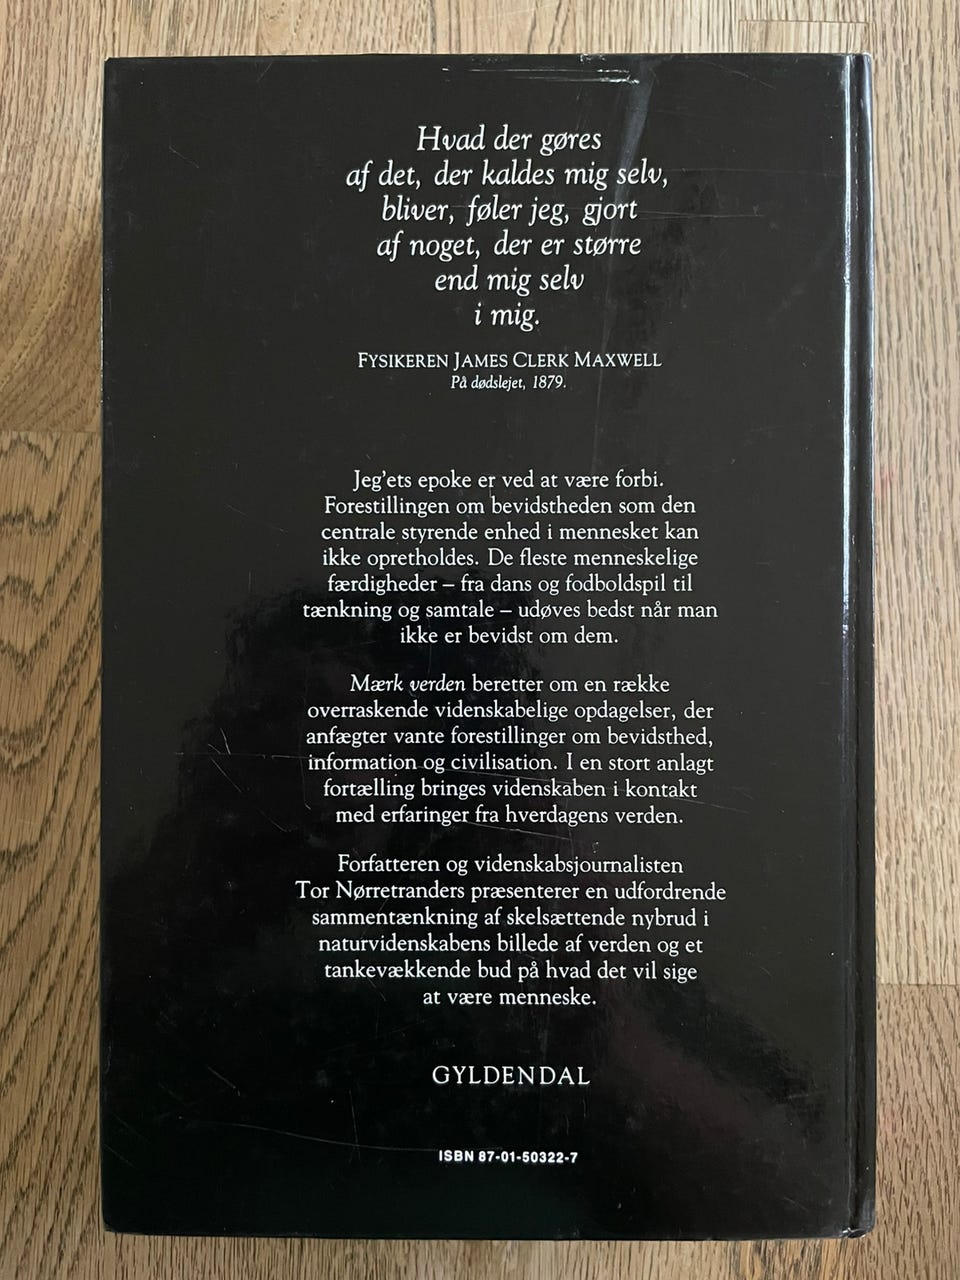 Hvad der gøres
af det, der kaldes mig selv,
bliver, føler jeg, gjort
af noget, der er større
end mig selv
i mig.
FYSIKEREN JAMES CLERK MAXWELL
På dødslejet, 1879.
Jeg'ets epoke er ved at være forbi.
Forestillingen om bevidstheden som den
centrale styrende enhed i mennesket kan
ikke opretholdes. De fleste menneskelige
færdigheder – fra dans og fodboldspil til
tænkning og samtale – udøves bedst når man
ikke er bevidst om dem.
Mærk verden beretter om en række
overraskende videnskabelige opdagelser, der
anfægter vante forestillinger om bevidsthed,
information og civilisation. I en stort anlagt
fortælling bringes videnskaben i kontakt
med erfaringer fra hverdagens verden.
Forfatteren og videnskabsjournalisten
Tor Nørretranders præsenterer en udfordrende
sammentænkning af skelsættende nybrud i
naturvidenskabens billede af verden og et
tankevækkende bud på hvad det vil sige
at være menneske.
GYLDENDAL
ISBN 87-01-50322-7